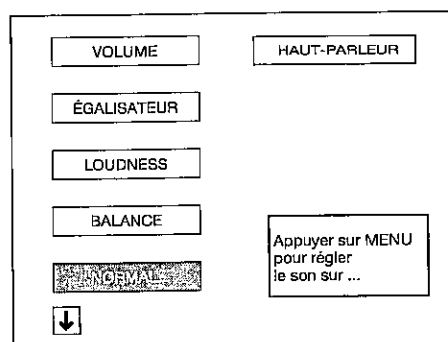 VOLUME
HAUT-PARLEUR
ÉGALISATEUR
LOUDNESS
BALANCE
NORMAL
Appuyer sur MENU
pour régler
le son sur ...